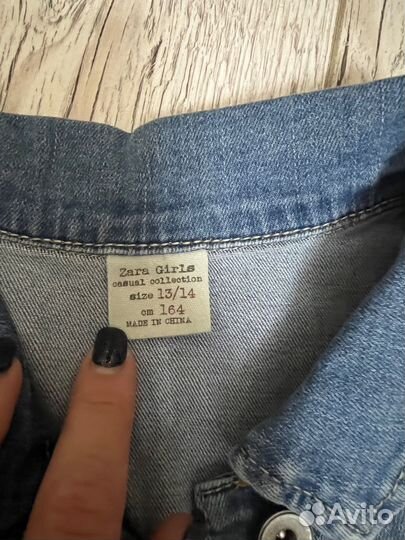 Zara Girls
casual collection
size 13/14
cm 164
MADE IN CHINA
Avito